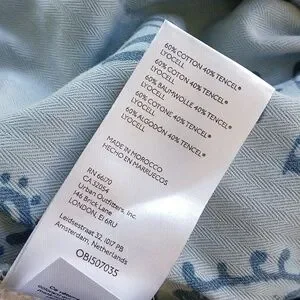 60% COTTON 40% TENCEL®
LYOCELL
60% COTON 40% TENCEL®
LYOCELL
60% BAUMWOLLE 40% TENCEL®
LYOCELL
60% COTONE 40% TENCEL®
LYOCELL
60% ALGODÓN 40% TENCEL®
LYOCELL
MADE IN MOROCCO
HECHO EN MARRUECOS
RN 66170
CA 32054
Urban Outfitters, Inc.
146 Brick Lane
LONDON, E1 6RU
Leidsestraat 32, 1017 PB
Amsterdam, Netherlands
OBI507035